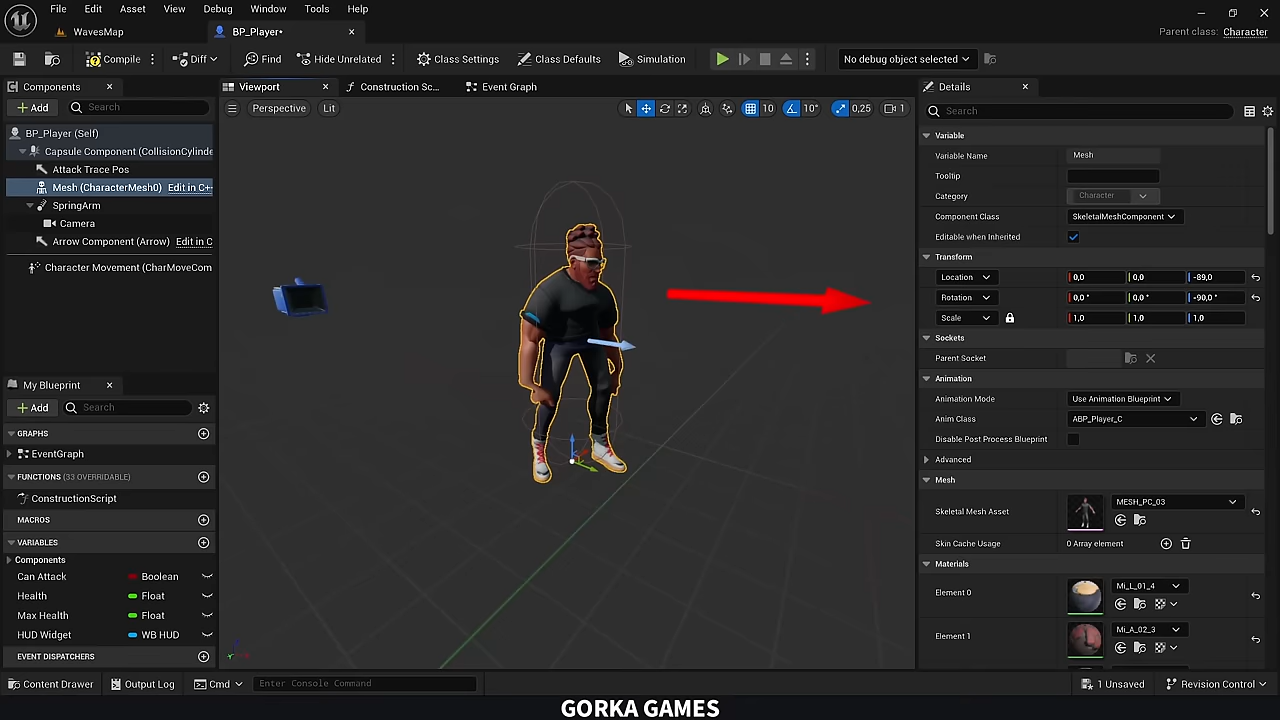 File Edit Asset View Debug Window Tools Help
WavesMap
BP_Player•
Parent class: Character
Compile
Diff
Find
Hide Unrelated
Class Settings
Class Defaults
Simulation
No debug object selected
Components
Viewport
Construction Sc...
Event Graph
Details
Add
Search
Perspective
Lit
10
10°
0,25
1
Search
BP_Player (Self)
Capsule Component (CollisionCylinde
Attack Trace Pos
Mesh (CharacterMesh0) Edit in C++
SpringArm
Camera
Arrow Component (Arrow) Edit in C
Character Movement (CharMoveCom
My Blueprint
Add
Search
GRAPHS
EventGraph
FUNCTIONS (33 OVERRIDABLE)
ConstructionScript
MACROS
VARIABLES
Components
Can Attack Boolean
Health Float
Max Health Float
HUD Widget WB HUD
EVENT DISPATCHERS
Variable
Variable Name Mesh
Tooltip
Category Character
Component Class SkeletalMeshComponent
Editable when Inherited
Transform
Location 0,0 0,0 -89,0
Rotation 0,0 ° 0,0 ° -90,0 °
Scale 1,0 1,0 1,0
Sockets
Parent Socket
Animation
Animation Mode Use Animation Blueprint
Anim Class ABP_Player_C
Disable Post Process Blueprint
Advanced
Mesh
Skeletal Mesh Asset MESH_PC_03
Skin Cache Usage 0 Array element
Materials
Element 0 Mi_L_01_4
Element 1 Mi_A_02_3
Content Drawer
Output Log
Cmd
Enter Console Command
1 Unsaved
Revision Control
GORKA GAMES